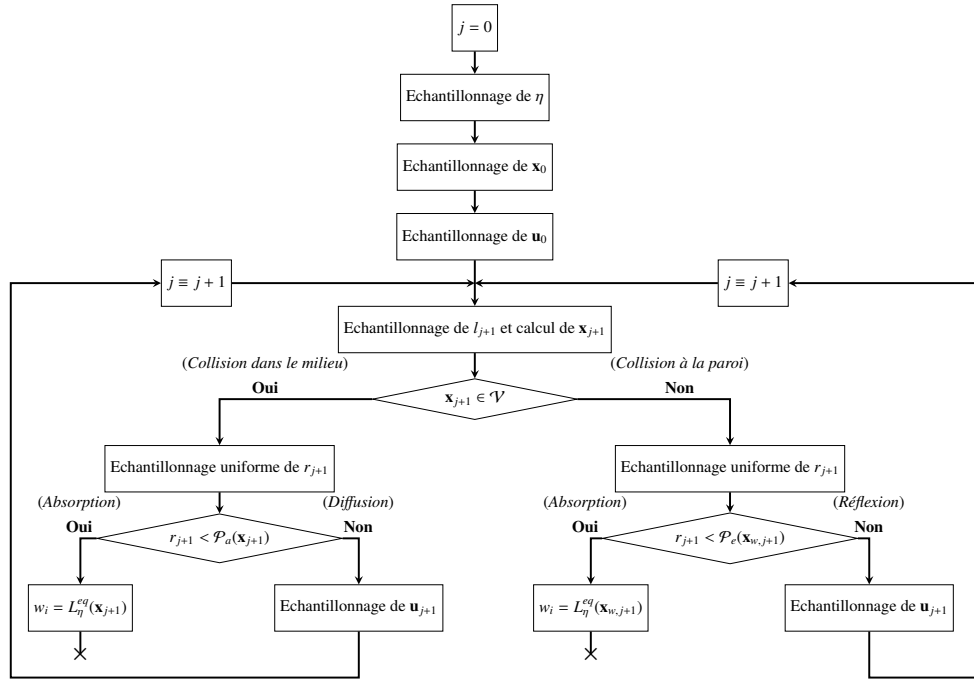 j = 0
Echantillonnage de η
Echantillonnage de x₀
Echantillonnage de u₀
j ≡ j + 1
j ≡ j + 1
Echantillonnage de l_{j+1} et calcul de x_{j+1}
(Collision dans le milieu)
(Collision à la paroi)
Oui
x_{j+1} ∈ 𝒱
Non
Echantillonnage uniforme de r_{j+1}
Echantillonnage uniforme de r_{j+1}
(Absorption)
(Diffusion)
(Absorption)
(Réflexion)
Oui
r_{j+1} < 𝒫_a(x_{j+1})
Non
Oui
r_{j+1} < 𝒫_e(x_{w,j+1})
Non
w_i = L_η^{eq}(x_{j+1})
Echantillonnage de u_{j+1}
w_i = L_η^{eq}(x_{w,j+1})
Echantillonnage de u_{j+1}